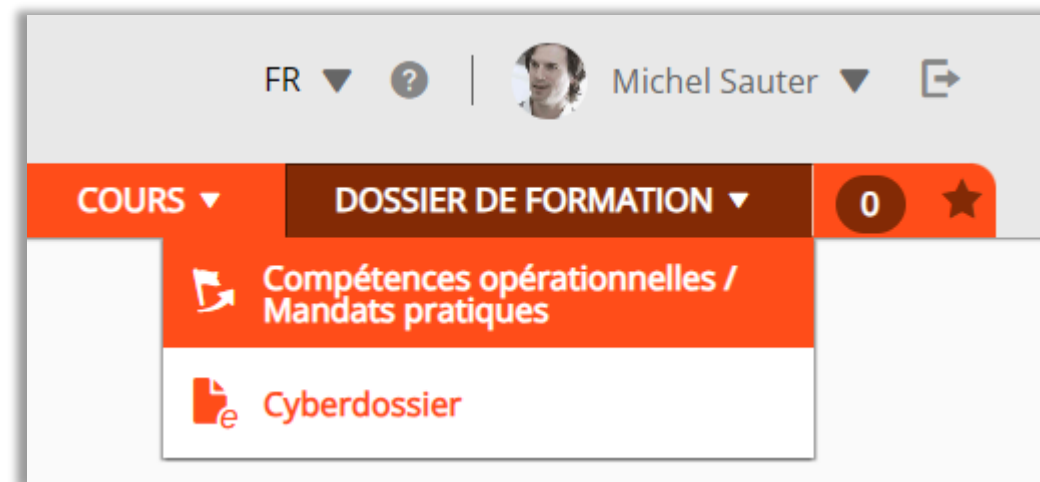 FR ▼ ? Michel Sauter ▼
COURS ▼ DOSSIER DE FORMATION ▼ 0 ★
Compétences opérationnelles /
Mandats pratiques
e Cyberdossier